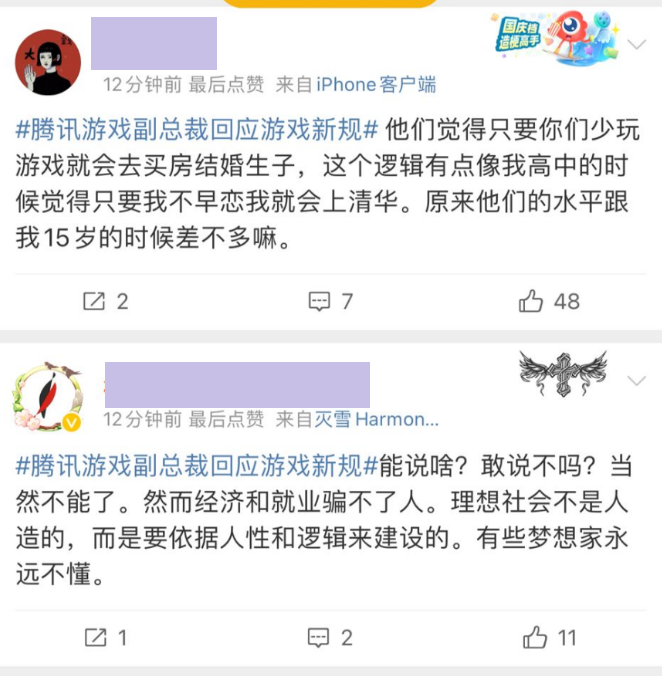 国庆档
造梗高手
大
12分钟前 最后点赞 来自 iPhone客户端
#腾讯游戏副总裁回应游戏新规# 他们觉得只要你们少玩
游戏就会去买房结婚生子，这个逻辑有点像我高中的时
候觉得只要我不早恋我就会上清华。原来他们的水平跟
我15岁的时候差不多嘛。
2
7
48
12分钟前 最后点赞 来自 灭雪Harmon...
#腾讯游戏副总裁回应游戏新规#能说啥？敢说不吗？当
然不能了。然而经济和就业骗不了人。理想社会不是人
造的，而是要依据人性和逻辑来建设的。有些梦想家永
远不懂。
1
2
11